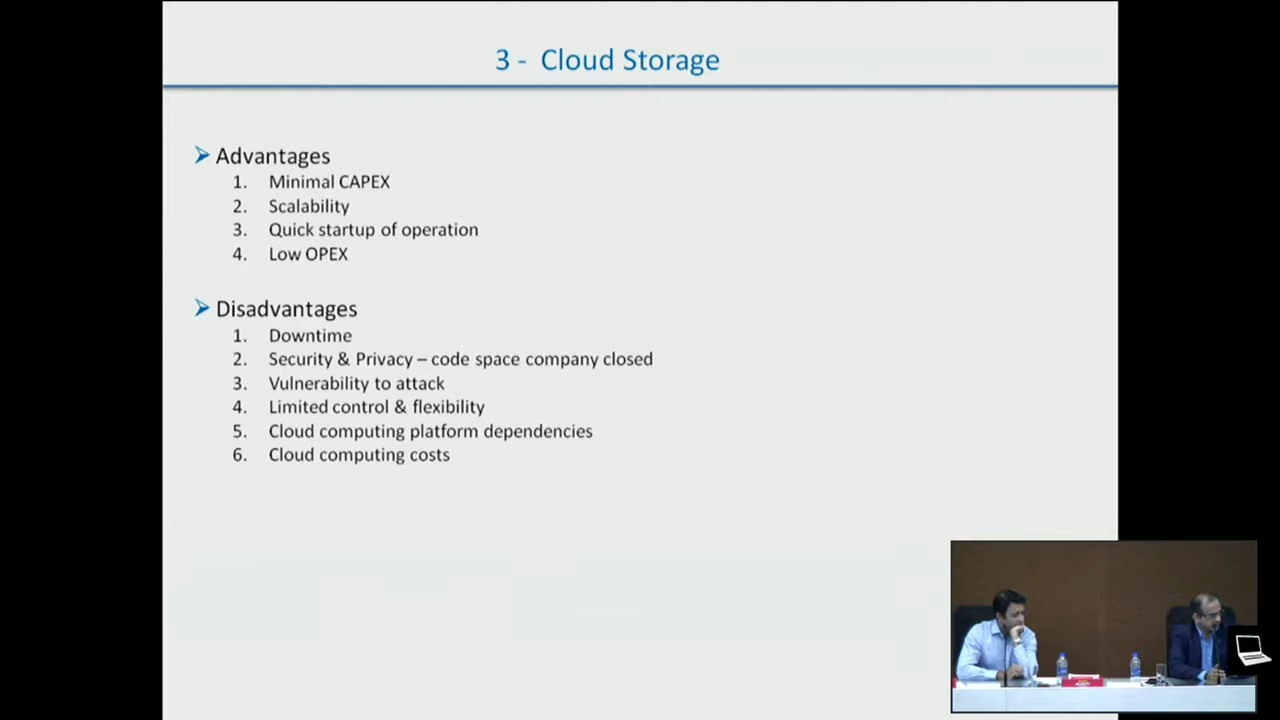 3 - Cloud Storage
Advantages
1. Minimal CAPEX
2. Scalability
3. Quick startup of operation
4. Low OPEX
Disadvantages
1. Downtime
2. Security & Privacy – code space company closed
3. Vulnerability to attack
4. Limited control & flexibility
5. Cloud computing platform dependencies
6. Cloud computing costs